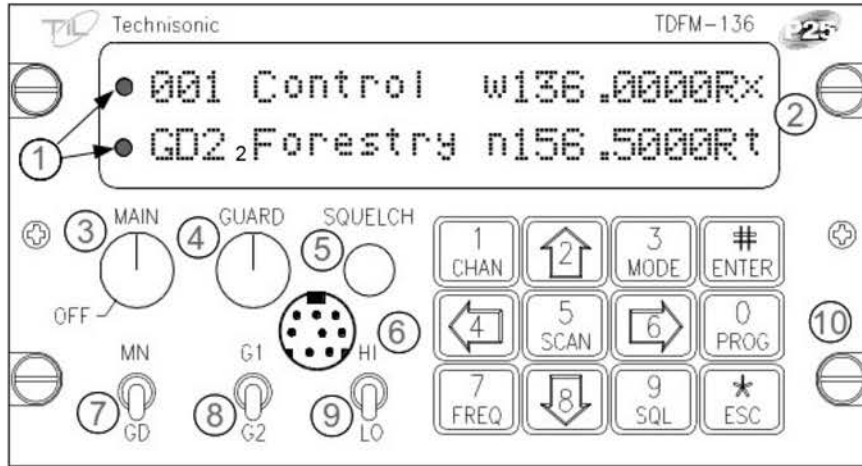 TiL Technisonic TDFM-136 P25
001 Control w136.0000Rx
GD2 2 Forestry n156.5000Rt
1
2
3 MAIN 4 GUARD 5 SQUELCH
OFF
6
1 CHAN 2 3 MODE # ENTER
4 5 SCAN 6 0 PROG
7 FREQ 8 9 SQL * ESC
10
MN G1 HI
7 8 9
GD G2 LO